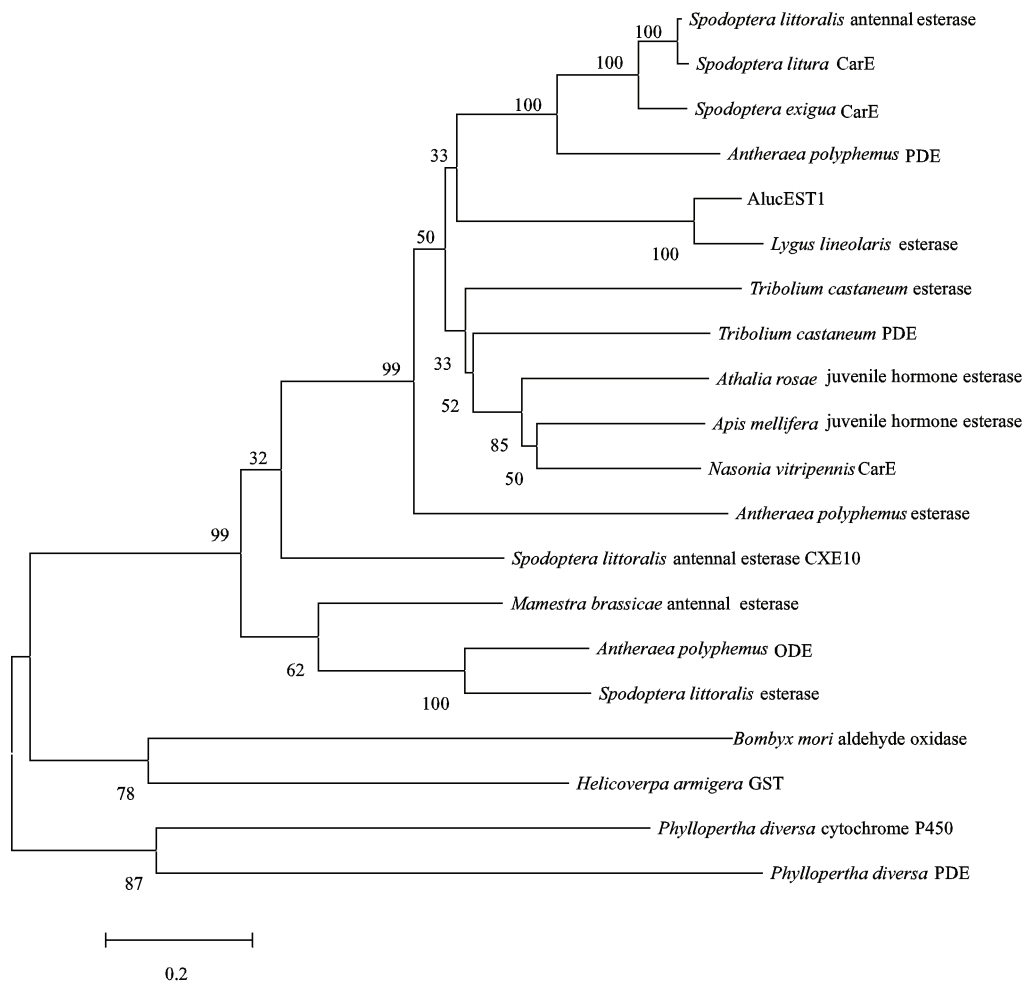 Spodoptera littoralis antennal esterase
100
Spodoptera litura CarE
100
100
Spodoptera exigua CarE
33
Antheraea polyphemus PDE
AlucEST1
50
Lygus lineolaris esterase
100
Tribolium castaneum esterase
Tribolium castaneum PDE
99
33
Athalia rosae juvenile hormone esterase
52
Apis mellifera juvenile hormone esterase
85
32
Nasonia vitripennis CarE
50
Antheraea polyphemus esterase
99
Spodoptera littoralis antennal esterase CXE10
Mamestra brassicae antennal esterase
Antheraea polyphemus ODE
62
Spodoptera littoralis esterase
100
Bombyx mori aldehyde oxidase
Helicoverpa armigera GST
78
Phyllopertha diversa cytochrome P450
Phyllopertha diversa PDE
87
0.2